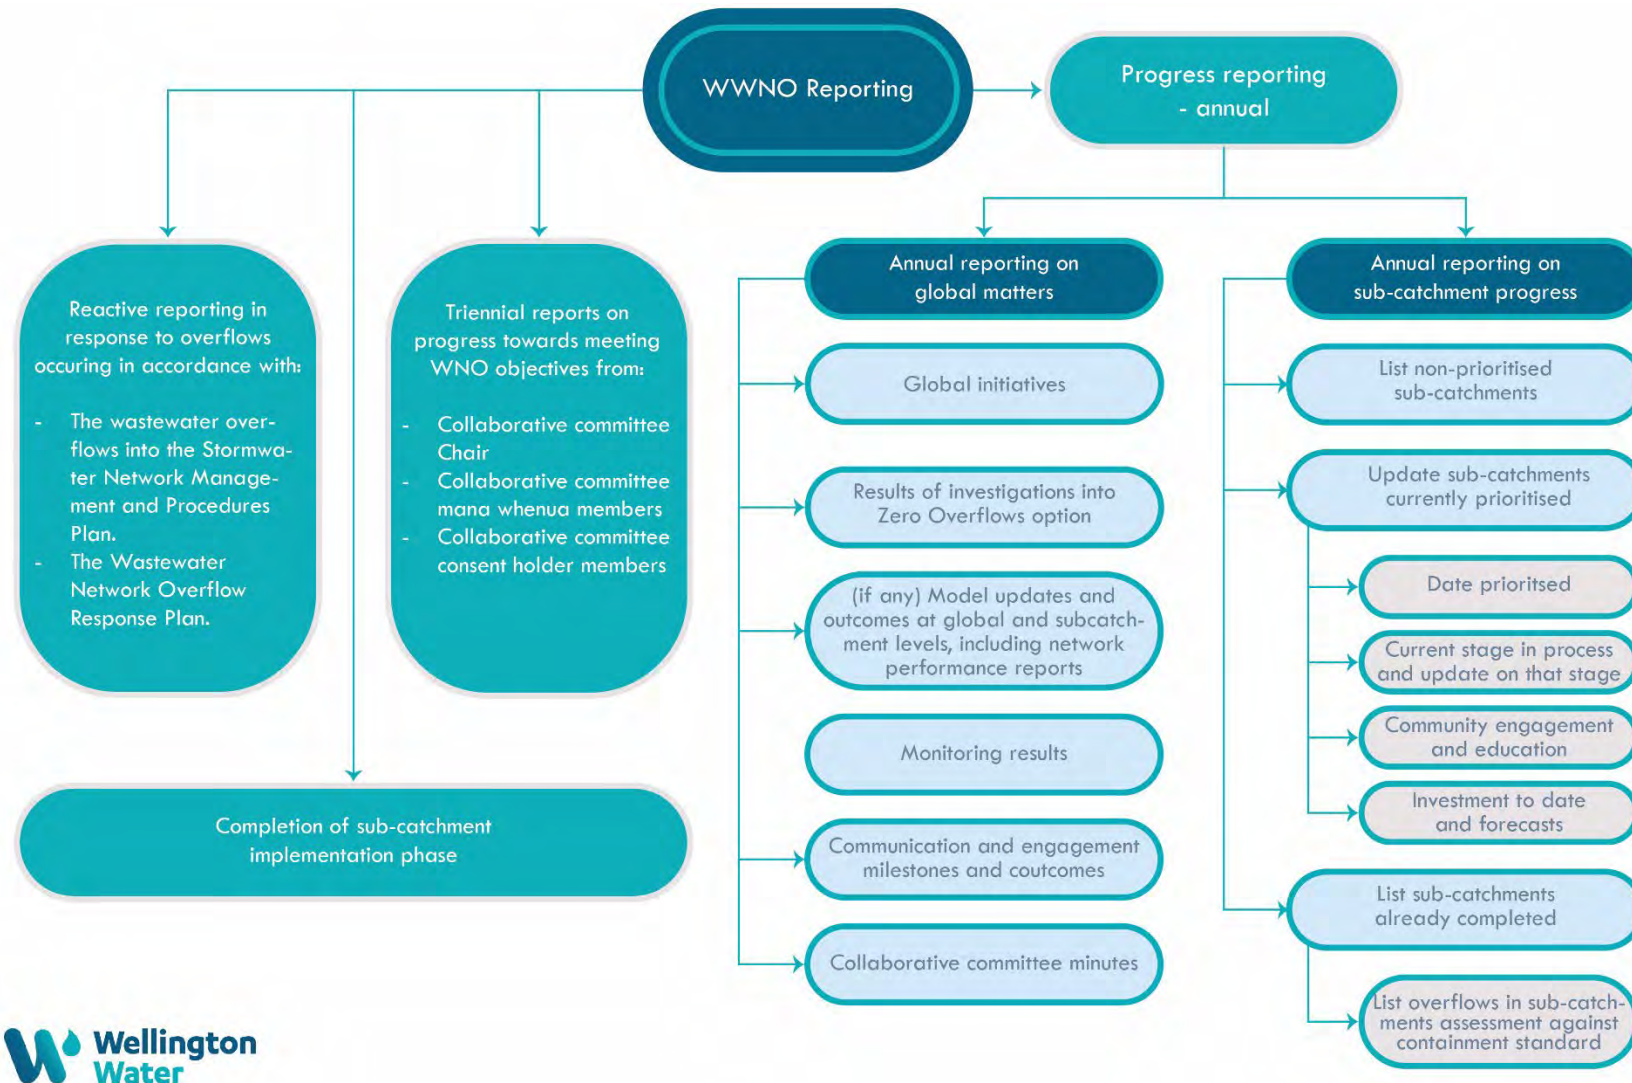 WWNO Reporting
Progress reporting
- annual
Reactive reporting in
response to overflows
occuring in accordance with:
- The wastewater over-
flows into the Stormwa-
ter Network Manage-
ment and Procedures
Plan.
- The Wastewater
Network Overflow
Response Plan.
Triennial reports on
progress towards meeting
WNO objectives from:
- Collaborative committee
Chair
- Collaborative committee
mana whenua members
- Collaborative committee
consent holder members
Completion of sub-catchment
implementation phase
Annual reporting on
global matters
Global initiatives
Results of investigations into
Zero Overflows option
(if any) Model updates and
outcomes at global and subcatch-
ment levels, including network
performance reports
Monitoring results
Communication and engagement
milestones and coutcomes
Collaborative committee minutes
Annual reporting on
sub-catchment progress
List non-prioritised
sub-catchments
Update sub-catchments
currently prioritised
Date prioritsed
Current stage in process
and update on that stage
Community engagement
and education
Investment to date
and forecasts
List sub-catchments
already completed
List overflows in sub-catch-
ments assessment against
containment standard
Wellington
Water